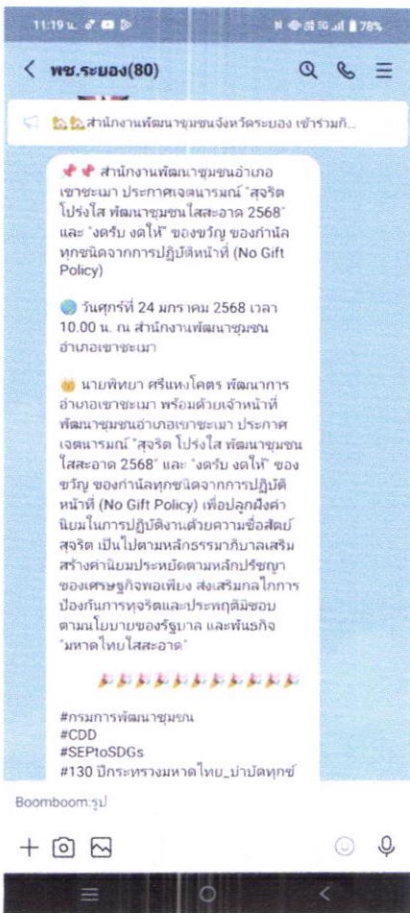 11:19 น.
5G 78%
พช.ระยอง(80)
🏡🏡สำนักงานพัฒนาชุมชนจังหวัดระยอง เข้าร่วมกิ...
📌 📌 สำนักงานพัฒนาชุมชนอำเภอ
เขาชะเมา ประกาศเจตนารมณ์ "สุจริต
โปร่งใส พัฒนาชุมชนใสสะอาด 2568"
และ "งดรับ งดให้" ของขวัญ ของกำนัล
ทุกชนิดจากการปฏิบัติหน้าที่ (No Gift
Policy)
🌏 วันศุกร์ที่ 24 มกราคม 2568 เวลา
10.00 น. ณ สำนักงานพัฒนาชุมชน
อำเภอเขาชะเมา
👑 นายพิทยา ศรีแหงโคตร พัฒนาการ
อำเภอเขาชะเมา พร้อมด้วยเจ้าหน้าที่
พัฒนาชุมชนอำเภอเขาชะเมา ประกาศ
เจตนารมณ์ "สุจริต โปร่งใส พัฒนาชุมชน
ใสสะอาด 2568" และ "งดรับ งดให้" ของ
ขวัญ ของกำนัลทุกชนิดจากการปฏิบัติ
หน้าที่ (No Gift Policy) เพื่อปลูกฝังค่า
นิยมในการปฏิบัติงานด้วยความซื่อสัตย์
สุจริต เป็นไปตามหลักธรรมาภิบาลเสริม
สร้างค่านิยมประหยัดตามหลักปรัชญา
ของเศรษฐกิจพอเพียง ส่งเสริมกลไกการ
ป้องกันการทุจริตและประพฤติมิชอบ
ตามนโยบายของรัฐบาล และพันธกิจ
"มหาดไทยใสสะอาด"
🎉🎉🎉🎉🎉🎉🎉🎉🎉🎉🎉
#กรมการพัฒนาชุมชน
#CDD
#SEPtoSDGs
#130 ปีกระทรวงมหาดไทย_บำบัดทุกข์
Boomboom:รูป